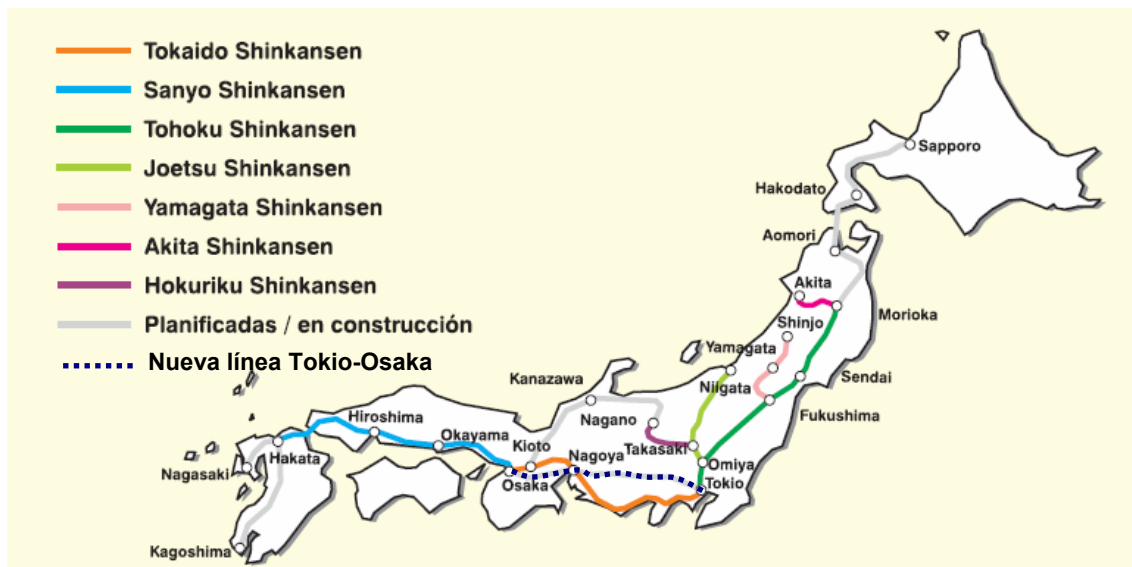 Tokaido Shinkansen
Sanyo Shinkansen
Tohoku Shinkansen
Joetsu Shinkansen
Yamagata Shinkansen
Akita Shinkansen
Hokuriku Shinkansen
Planificadas / en construcción
Nueva línea Tokio-Osaka
Sapporo
Hakodato
Aomori
Akita
Morioka
Shinjo
Yamagata
Sendai
Niigata
Fukushima
Kanazawa
Nagano
Takasaki
Omiya
Tokio
Hiroshima
Okayama
Kioto
Nagoya
Osaka
Hakata
Nagasaki
Kagoshima